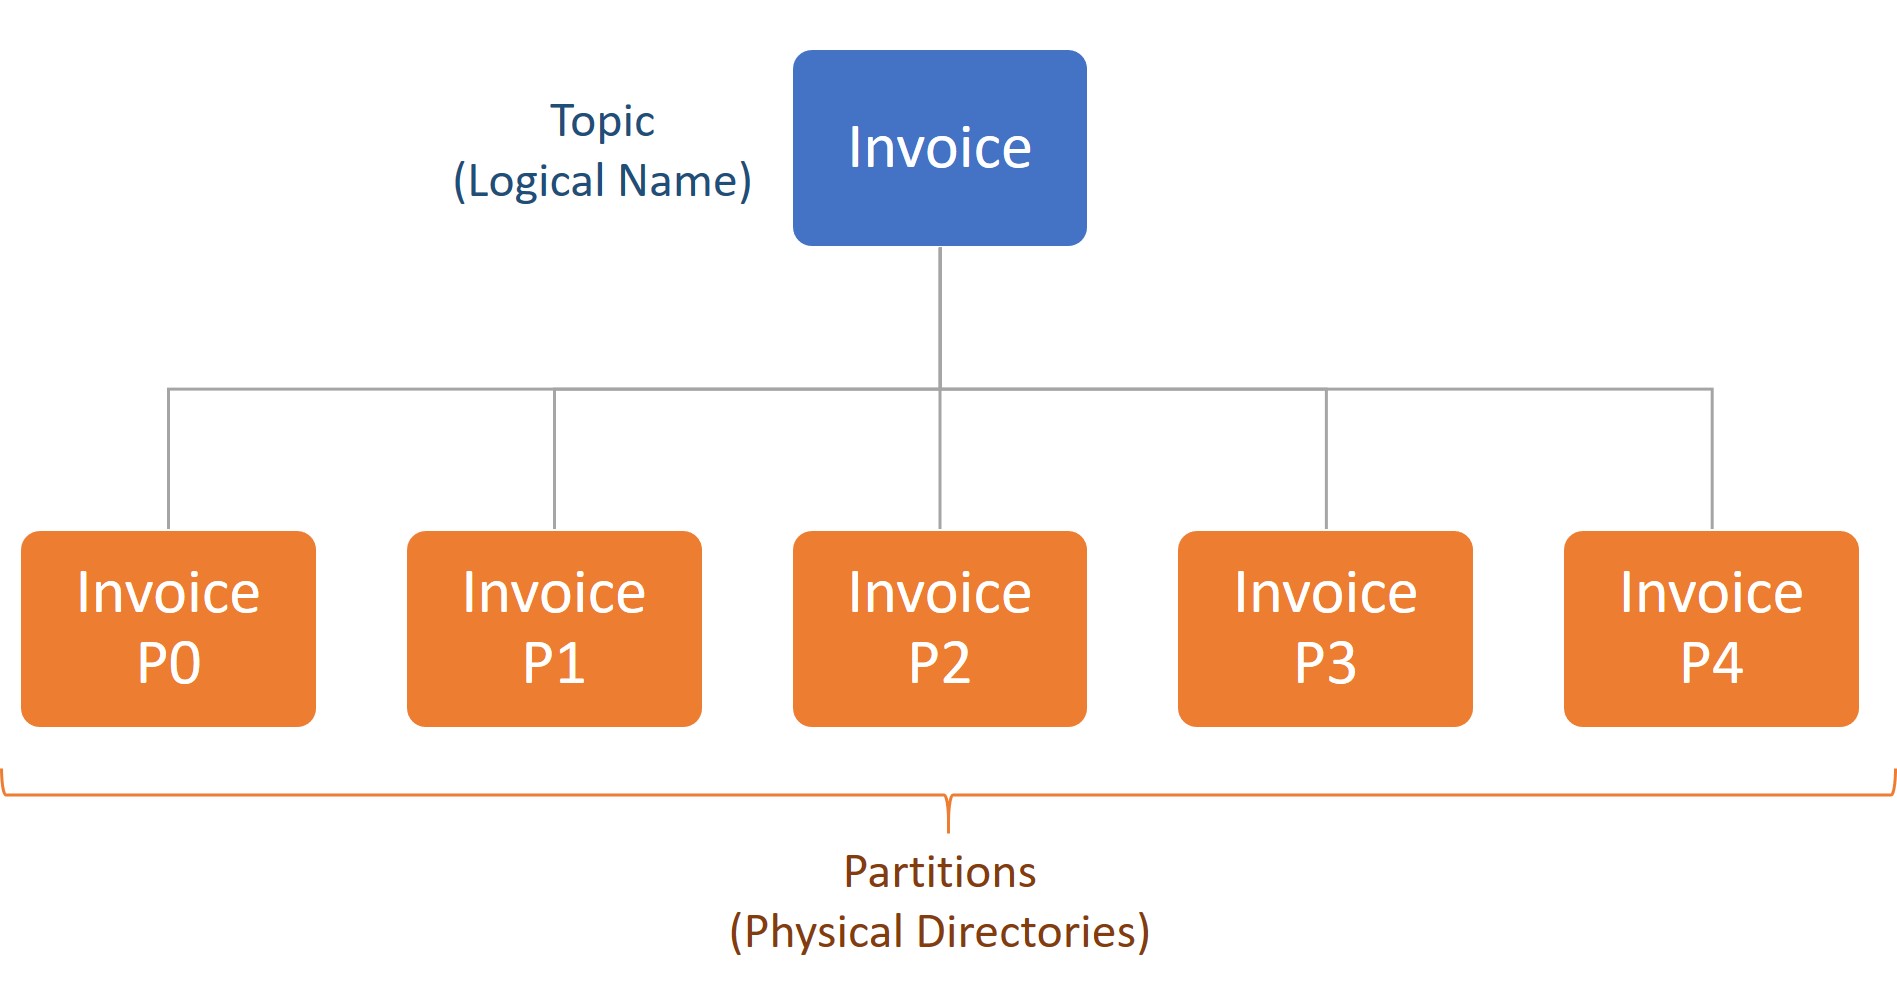 Topic
(Logical Name)
Invoice
Invoice
P0
Invoice
P1
Invoice
P2
Invoice
P3
Invoice
P4
Partitions
(Physical Directories)